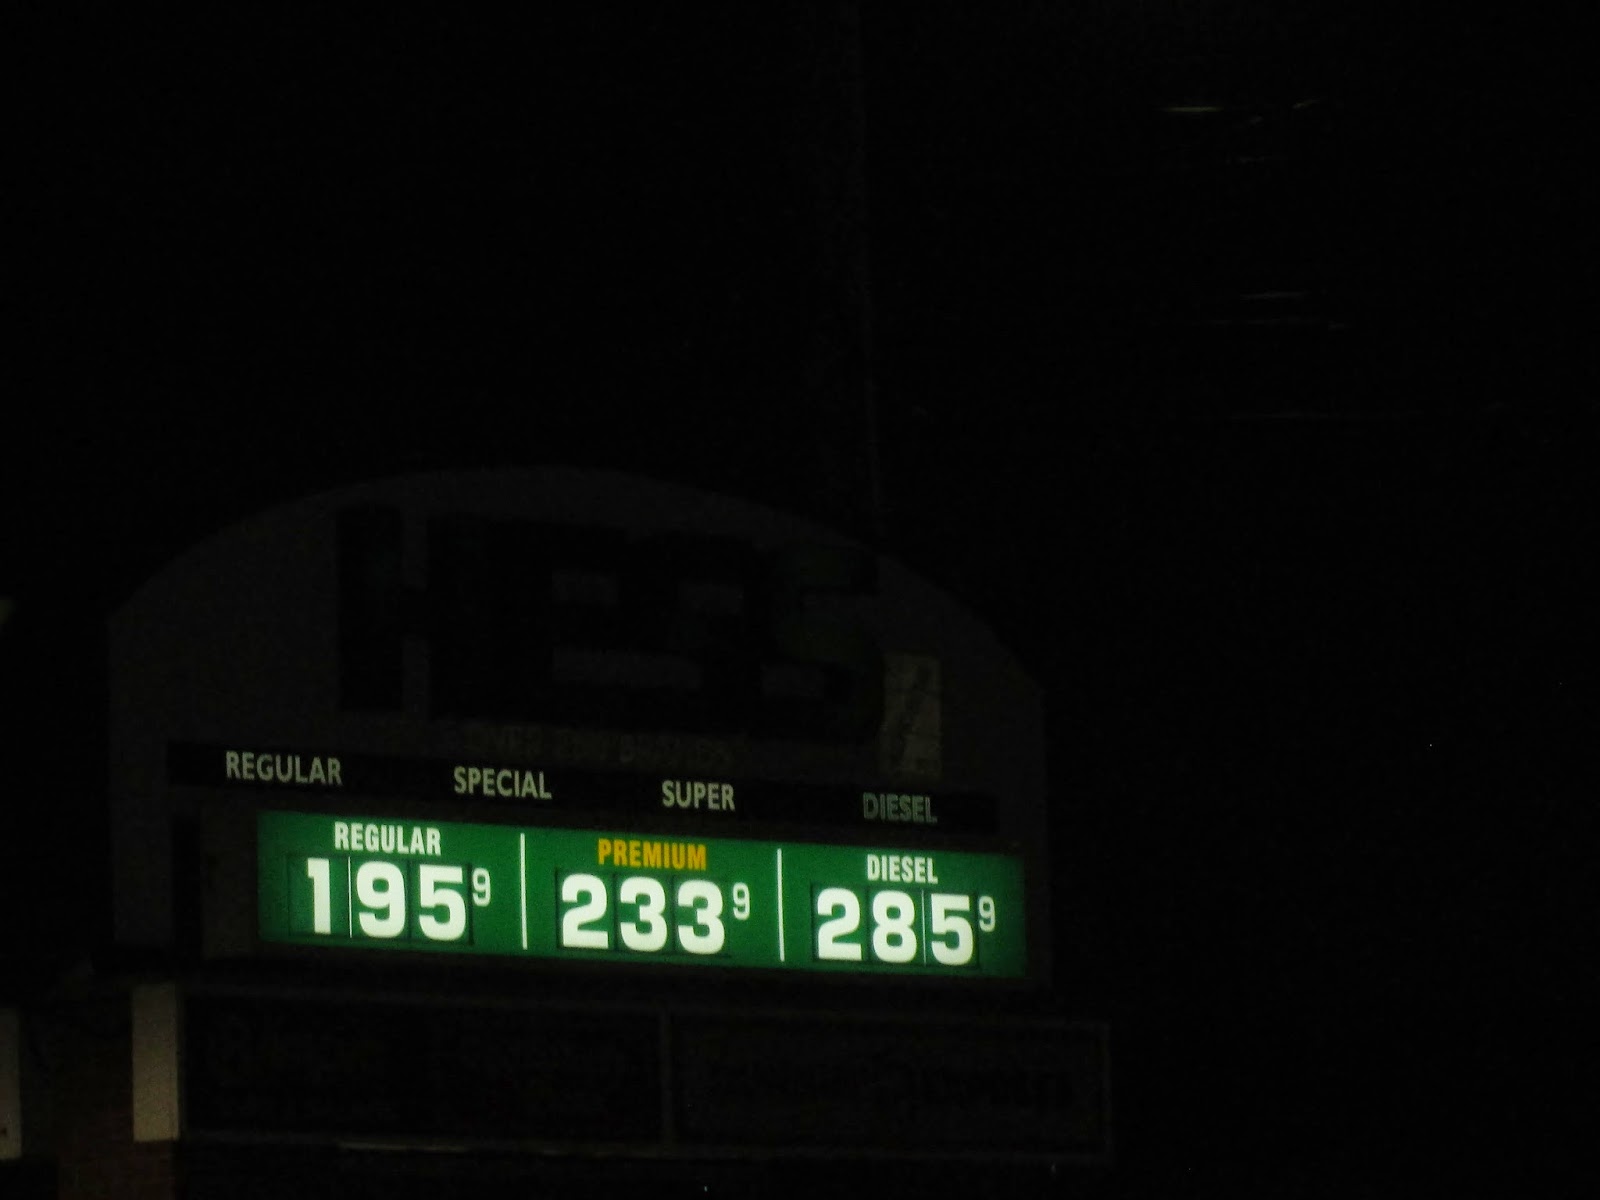 REGULAR SPECIAL SUPER DIESEL
REGULAR PREMIUM DIESEL
195⁹ 233⁹ 285⁹